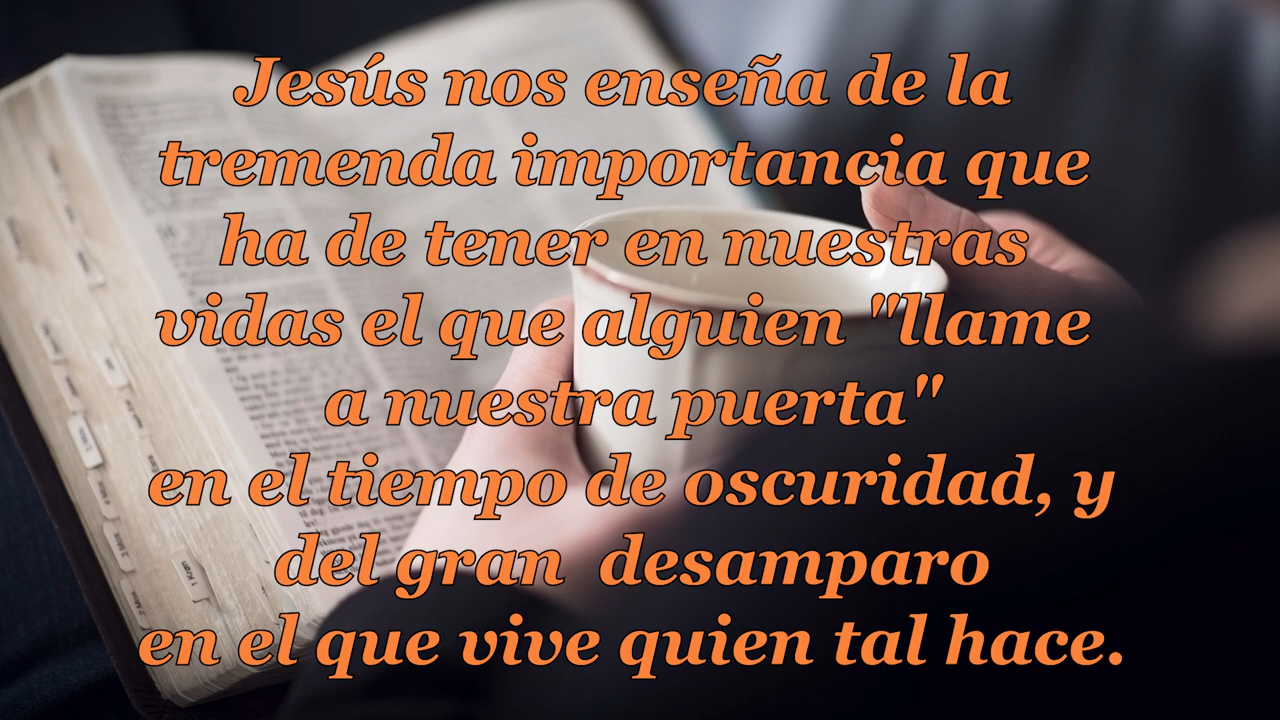 Jesús nos enseña de la
tremenda importancia que
ha de tener en nuestras
vidas el que alguien "llame
a nuestra puerta"
en el tiempo de oscuridad, y
del gran  desamparo
en el que vive quien tal hace.